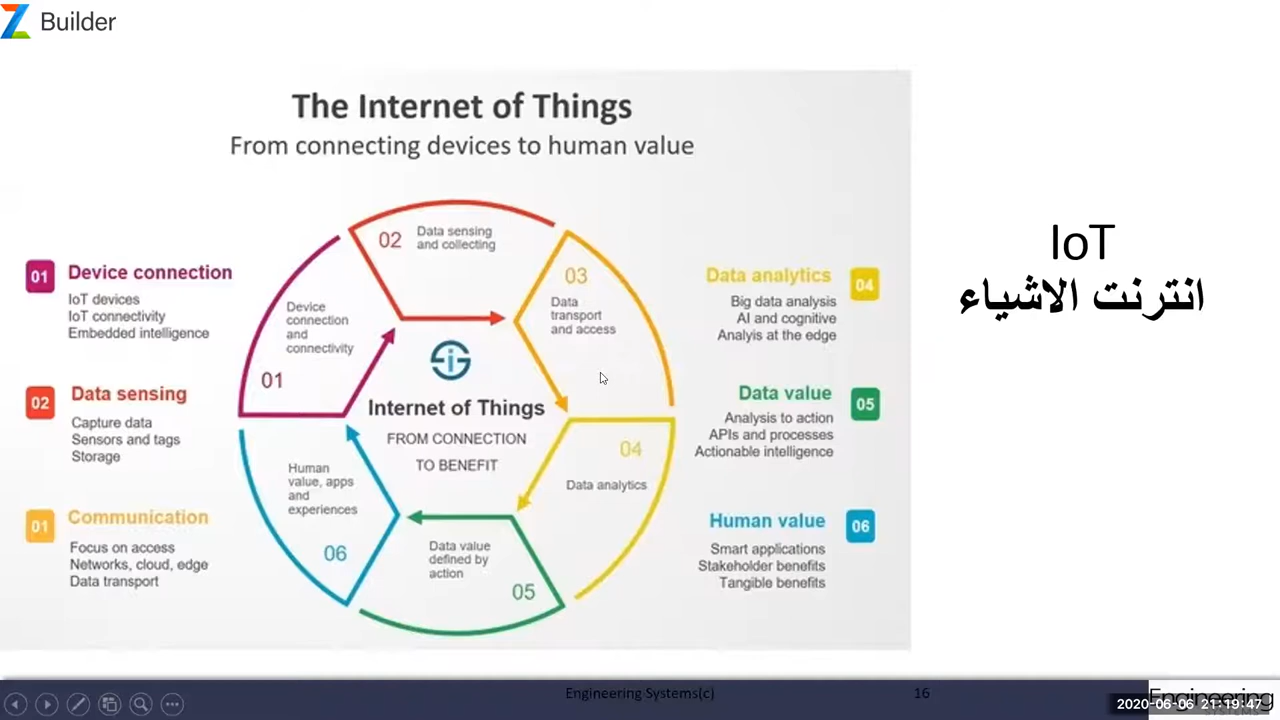 Builder
The Internet of Things
From connecting devices to human value
01 Device connection
IoT devices
IoT connectivity
Embedded intelligence
02 Data sensing
Capture data
Sensors and tags
Storage
01 Communication
Focus on access
Networks, cloud, edge
Data transport
02 Data sensing
and collecting
03
Data
transport
and access
Device
connection
and
connectivity
01
Internet of Things
FROM CONNECTION
TO BENEFIT
04
Data analytics
Human
value, apps
and
experiences
06
Data value
defined by
action
05
Data analytics 04
Big data analysis
AI and cognitive
Analyis at the edge
Data value 05
Analysis to action
APIs and processes
Actionable intelligence
Human value 06
Smart applications
Stakeholder benefits
Tangible benefits
IoT
انترنت الاشياء
Engineering Systems(c)
16
Engineering
2020-06-06 21:19:47